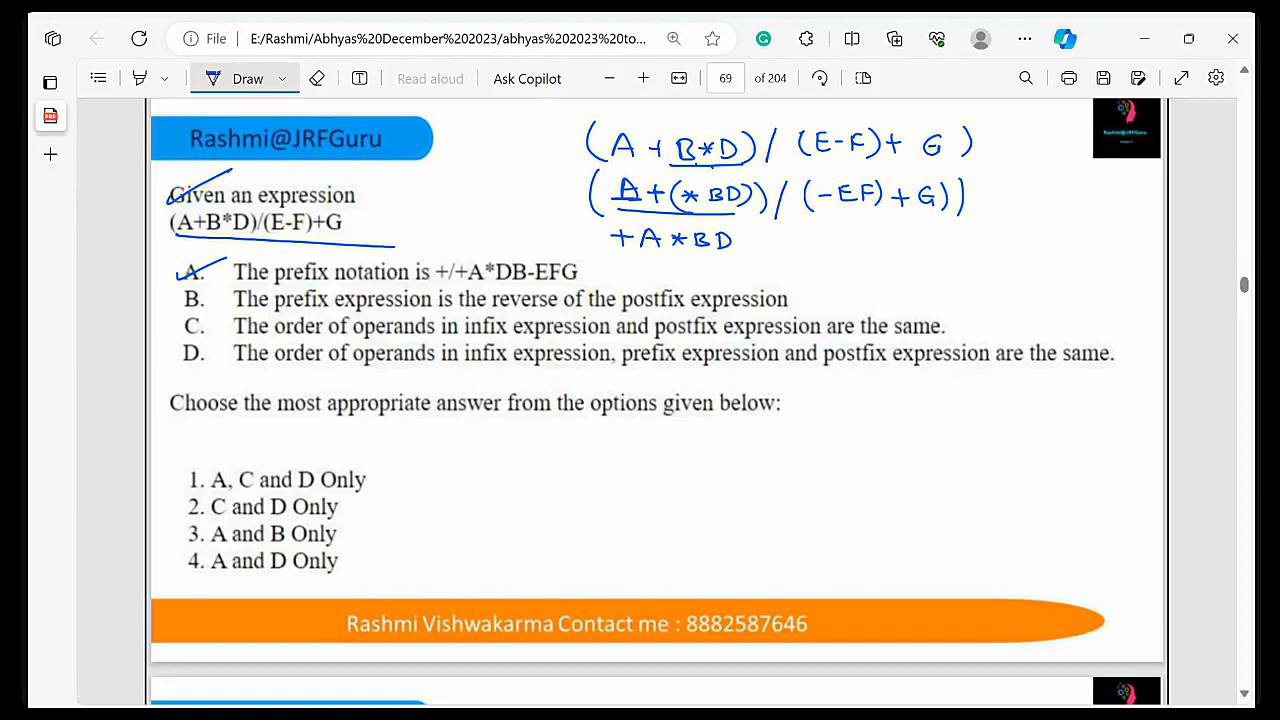 File E:/Rashmi/Abhyas%20December%202023/abhyas%202023%20to...
Draw Read aloud Ask Copilot 69 of 204
Rashmi@JRFGuru
(A+B*D)/(E-F)+G)
Given an expression
(A+(*BD))/(-EF)+G))
(A+B*D)/(E-F)+G
+A*BD
A. The prefix notation is +/+A*DB-EFG
B. The prefix expression is the reverse of the postfix expression
C. The order of operands in infix expression and postfix expression are the same.
D. The order of operands in infix expression, prefix expression and postfix expression are the same.
Choose the most appropriate answer from the options given below:
1. A, C and D Only
2. C and D Only
3. A and B Only
4. A and D Only
Rashmi Vishwakarma Contact me : 8882587646